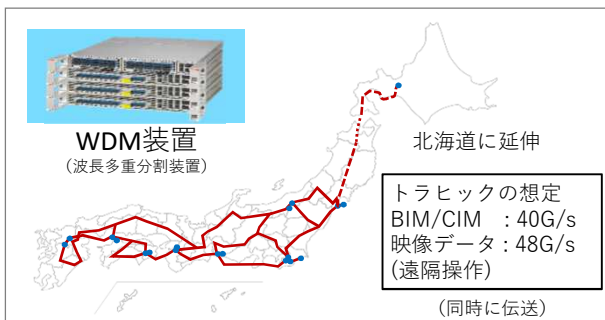 WDM装置
(波長多重分割装置)
北海道に延伸
トラヒックの想定
BIM/CIM : 40G/s
映像データ : 48G/s
(遠隔操作)
(同時に伝送)